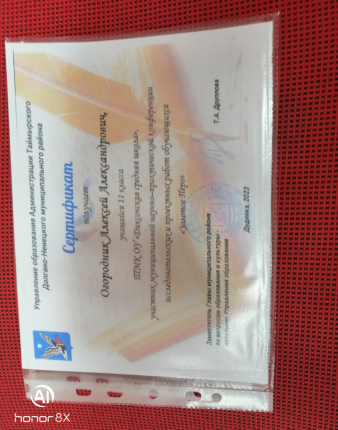 Управление образования Администрации Таймырского
Долгано-Ненецкого муниципального района
Сертификат
получает
Огородник Алексей Александрович,
учащийся 11 класса
ТМК ОУ «Диксонская средняя школа»,
участник муниципальной научно–практической конференции
исследовательских и проектных работ обучающихся
«Золотое Перо»
Заместитель Главы муниципального района
по вопросам образования и культуры-
начальник Управления образования
Т.А. Друппова
Дудинка, 2023
AI
honor 8X